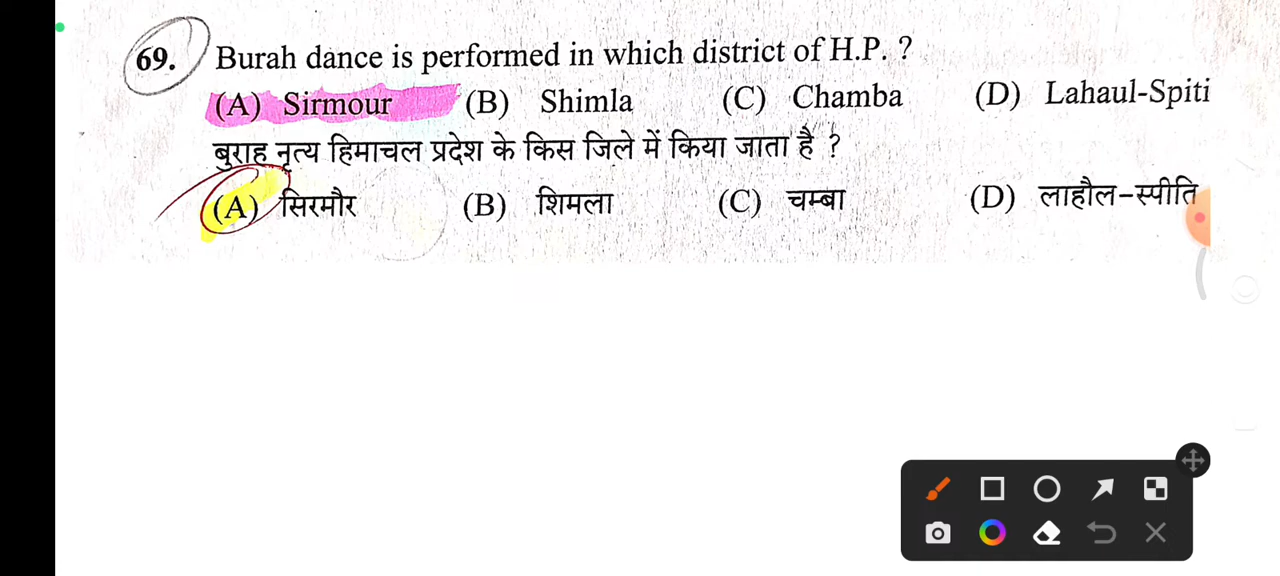 69. Burah dance is performed in which district of H.P. ?
(A) Sirmour (B) Shimla (C) Chamba (D) Lahaul-Spiti
बुराह नृत्य हिमाचल प्रदेश के किस जिले में किया जाता है ?
(A) सिरमौर (B) शिमला (C) चम्बा (D) लाहौल-स्पीति